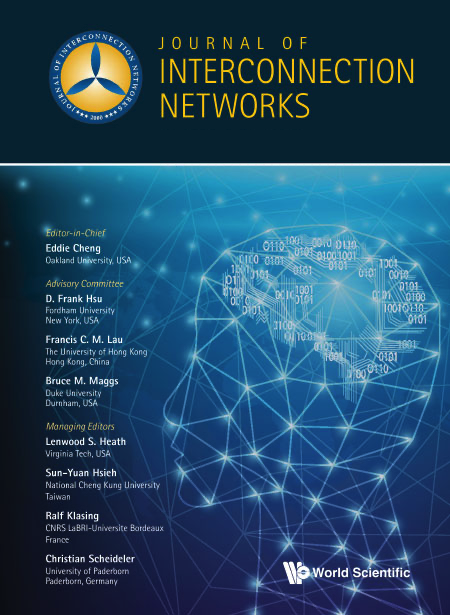 JOURNAL OF
INTERCONNECTION
NETWORKS
JOURNAL OF INTERCONNECTION NETWORKS
2000
Editor-in-Chief
Eddie Cheng
Oakland University, USA
Advisory Committee
D. Frank Hsu
Fordham University
New York, USA
Francis C. M. Lau
The University of Hong Kong
Hong Kong, China
Bruce M. Maggs
Duke University
Durnham, USA
Managing Editors
Lenwood S. Heath
Virginia Tech, USA
Sun-Yuan Hsieh
National Cheng Kung University
Taiwan
Ralf Klasing
CNRS LaBRI-Universite Bordeaux
France
Christian Scheideler
University of Paderborn
Paderborn, Germany
World Scientific